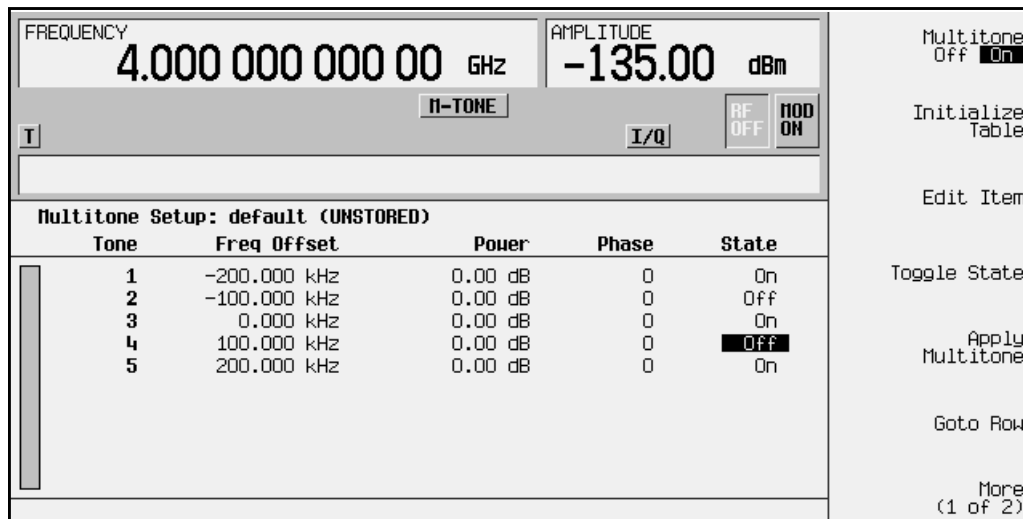 FREQUENCY
4.000 000 000 00 GHz
AMPLITUDE
-135.00 dBm
M-TONE
T
I/Q
RF OFF
MOD ON
Multitone Setup: default (UNSTORED)
Tone Freq Offset Power Phase State
1 -200.000 kHz 0.00 dB 0 On
2 -100.000 kHz 0.00 dB 0 Off
3 0.000 kHz 0.00 dB 0 On
4 100.000 kHz 0.00 dB 0 Off
5 200.000 kHz 0.00 dB 0 On
Multitone
Off On
Initialize
Table
Edit Item
Toggle State
Apply
Multitone
Goto Row
More
(1 of 2)